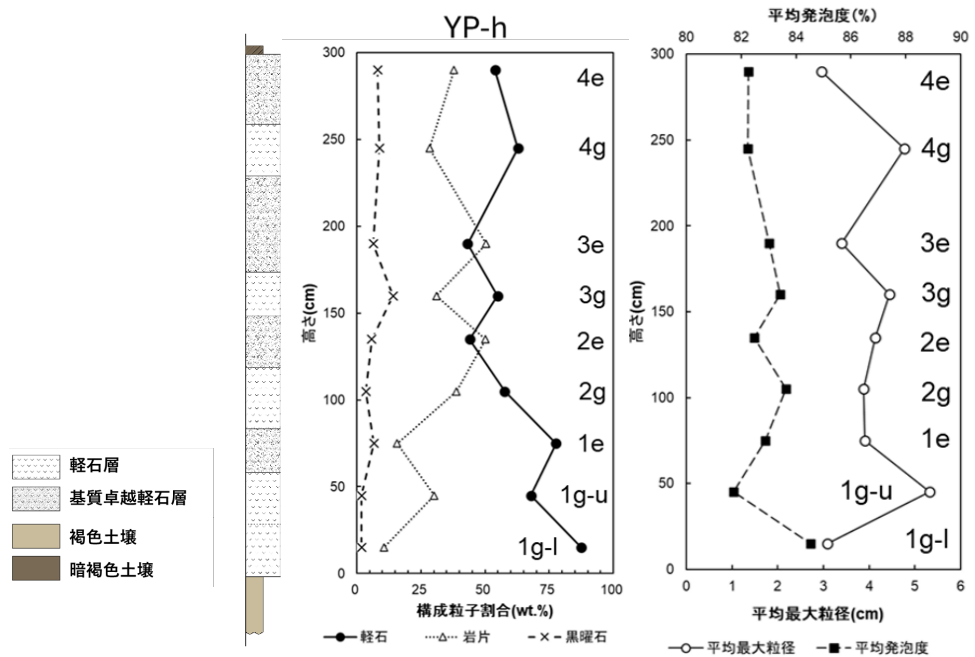 YP-h
300
250
200
150
100
50
0
高さ(cm)
4e
4g
3e
3g
2e
2g
1e
1g-u
1g-l
0
25
50
75
100
構成粒子割合(wt.%)
軽石
岩片
黒曜石
平均発泡度(%)
80
82
84
86
88
90
300
250
200
150
100
50
0
高さ(cm)
4e
4g
3e
3g
2e
2g
1e
1g-u
1g-l
0
1
2
3
4
5
6
平均最大粒径(cm)
平均最大粒径
平均発泡度
軽石層
基質卓越軽石層
褐色土壌
暗褐色土壌